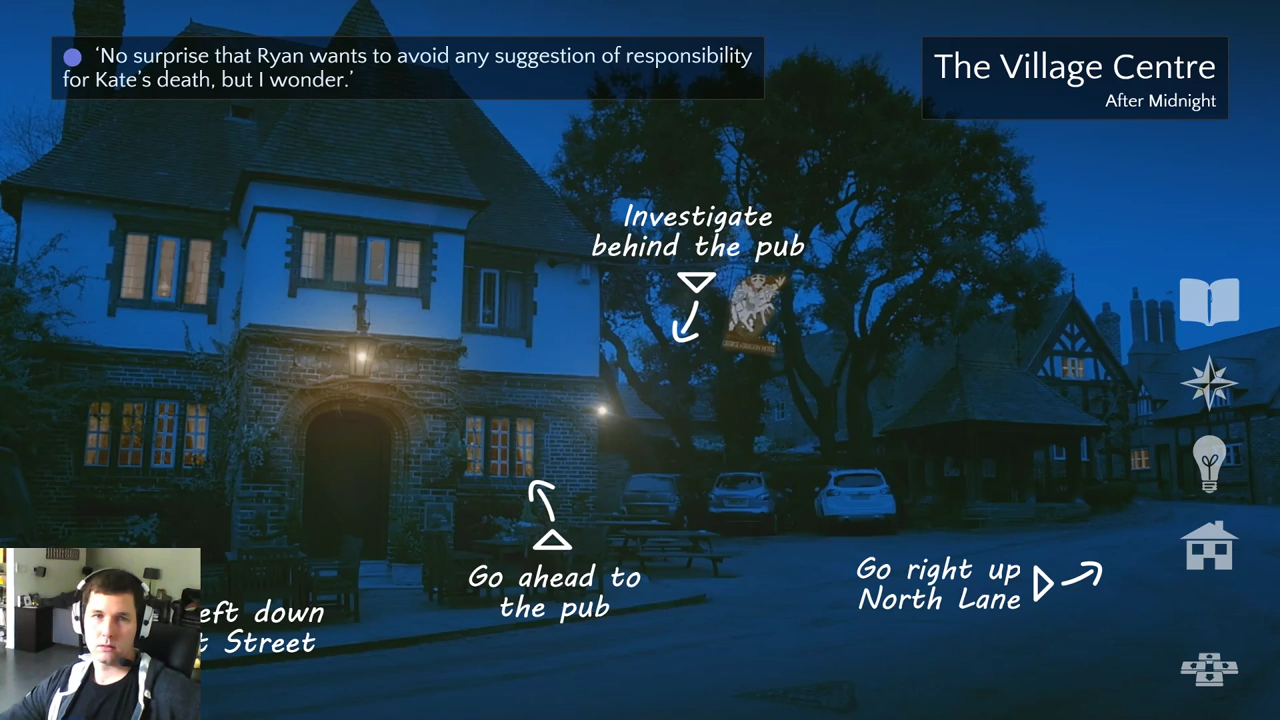 ‘No surprise that Ryan wants to avoid any suggestion of responsibility
for Kate’s death, but I wonder.’
The Village Centre
After Midnight
Investigate
behind the pub
Go ahead to
the pub
Go right up
North Lane
down
Street